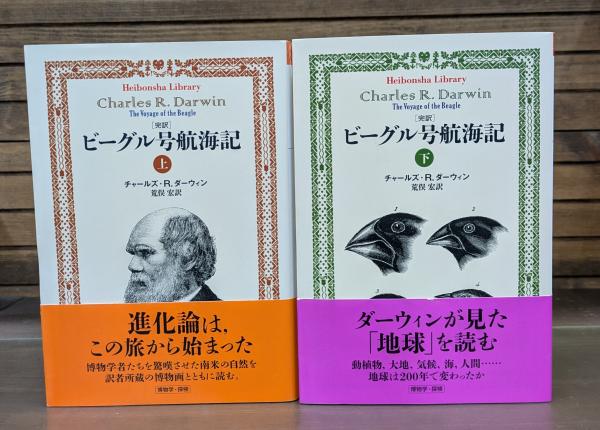 Heibonsha Library
Charles R. Darwin
The Voyage of the Beagle
[完訳]
ビーグル号航海記
上
チャールズ・R. ダーウィン
荒俣 宏訳
進化論は、
この旅から始まった
博物学者たちを驚嘆させた南米の自然を
訳者所蔵の博物画とともに読む。
博物学・探検
Heibonsha Library
Charles R. Darwin
The Voyage of the Beagle
[完訳]
ビーグル号航海記
下
チャールズ・R. ダーウィン
荒俣 宏訳
1
2
4
ダーウィンが見た
「地球」を読む
動植物、大地、気候、海、人間……
地球は200年で変わったか
博物学・探検